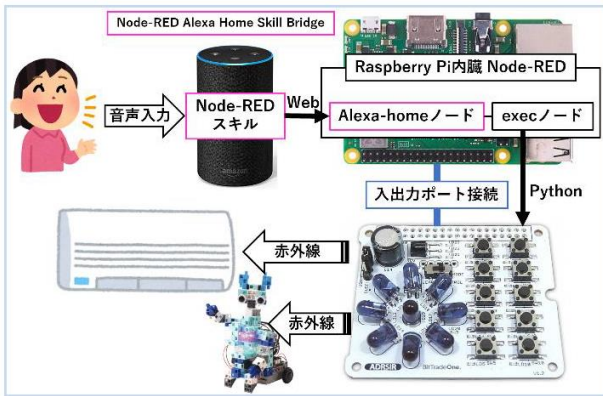 Node-RED Alexa Home Skill Bridge
Raspberry Pi内臓 Node-RED
音声入力
Node-RED
スキル
Web
Alexa-homeノード
execノード
amazon
入出力ポート接続
Python
赤外線
赤外線
ADRSIR
BitTradeOne.